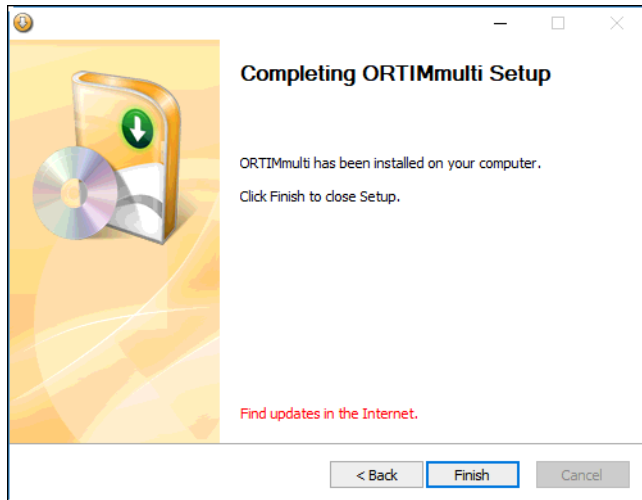 Completing ORTIMmulti Setup
ORTIMmulti has been installed on your computer.
Click Finish to close Setup.
Find updates in the Internet.
< Back
Finish
Cancel